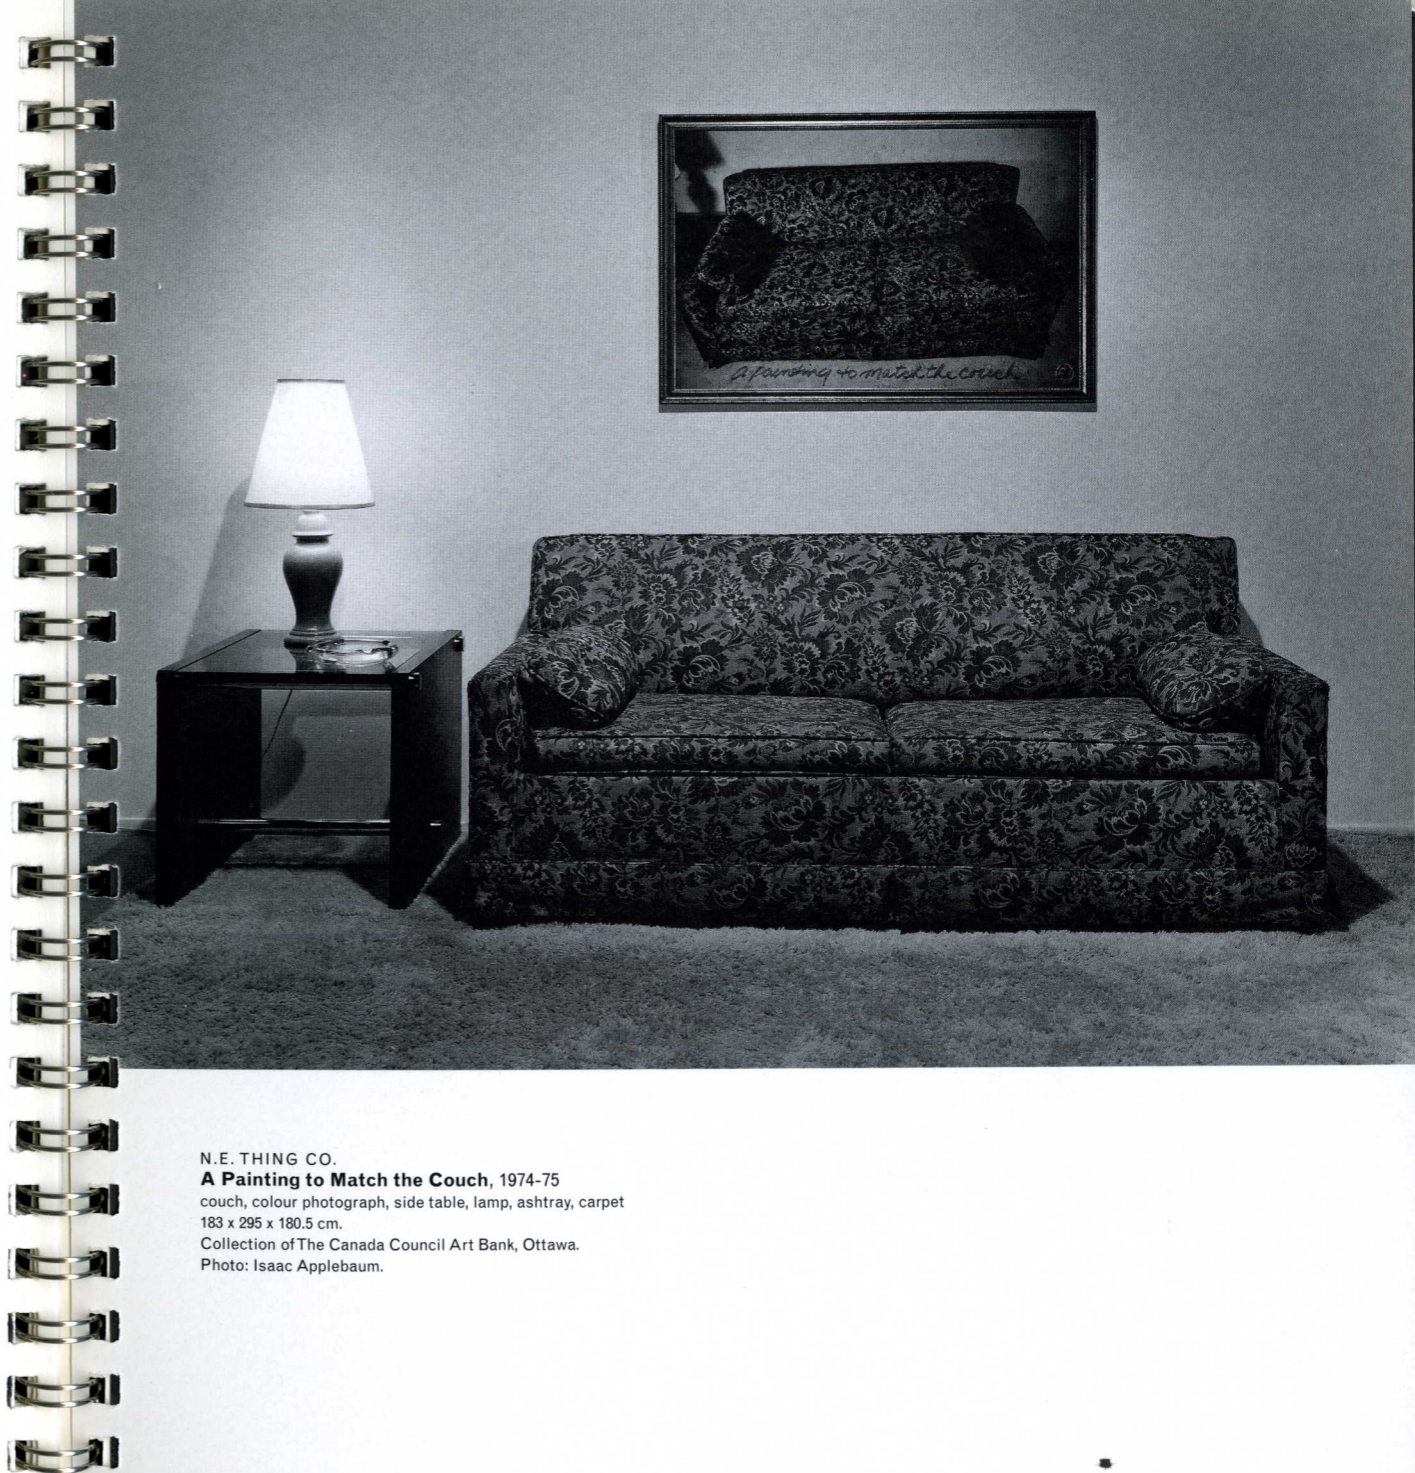 a painting to match the couch
N.E. THING CO.
A Painting to Match the Couch, 1974-75
couch, colour photograph, side table, lamp, ashtray, carpet
183 x 295 x 180.5 cm.
Collection of The Canada Council Art Bank, Ottawa.
Photo: Isaac Applebaum.